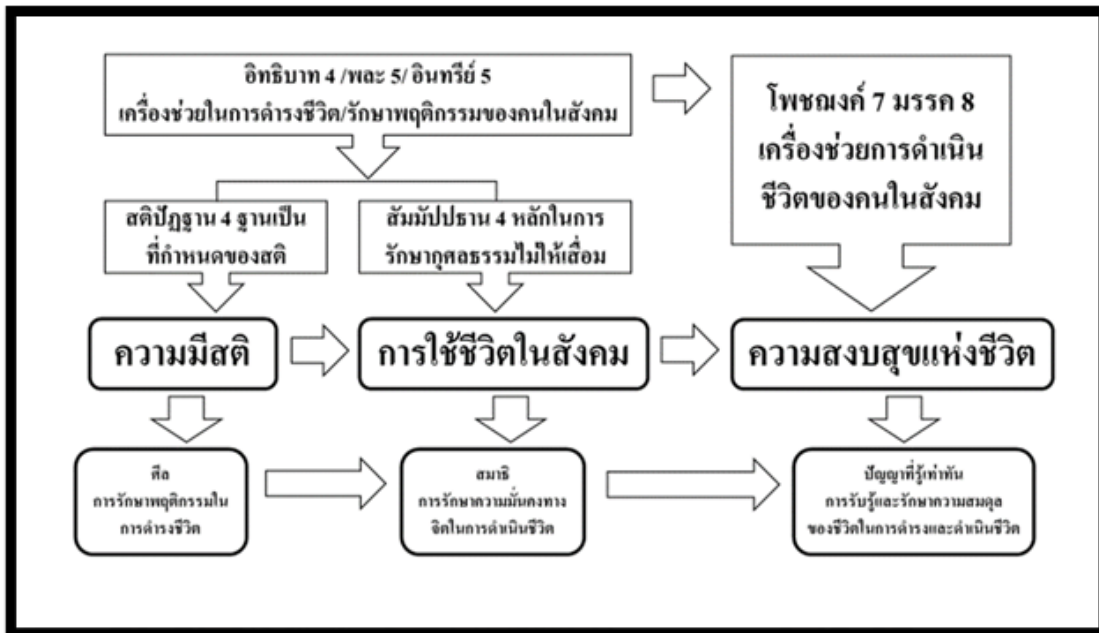 อิทธิบาท 4 /พละ 5/ อินทรีย์ 5
เครื่องช่วยในการดำรงชีวิต/รักษาพฤติกรรมของคนในสังคม
โพชฌงค์ 7 มรรค 8
เครื่องช่วยการดำเนิน
ชีวิตของคนในสังคม
สติปัฏฐาน 4 ฐานเป็น
ที่กำหนดของสติ
สัมมัปปธาน 4 หลักในการ
รักษากุศลธรรมไม่ให้เสื่อม
ความมีสติ
การใช้ชีวิตในสังคม
ความสงบสุขแห่งชีวิต
ศีล
การรักษาพฤติกรรมใน
การดำรงชีวิต
สมาธิ
การรักษาความมั่นคงทาง
จิตในการดำเนินชีวิต
ปัญญาที่รู้เท่าทัน
การรับรู้และรักษาความสมดุล
ของชีวิตในการดำรงและดำเนินชีวิต